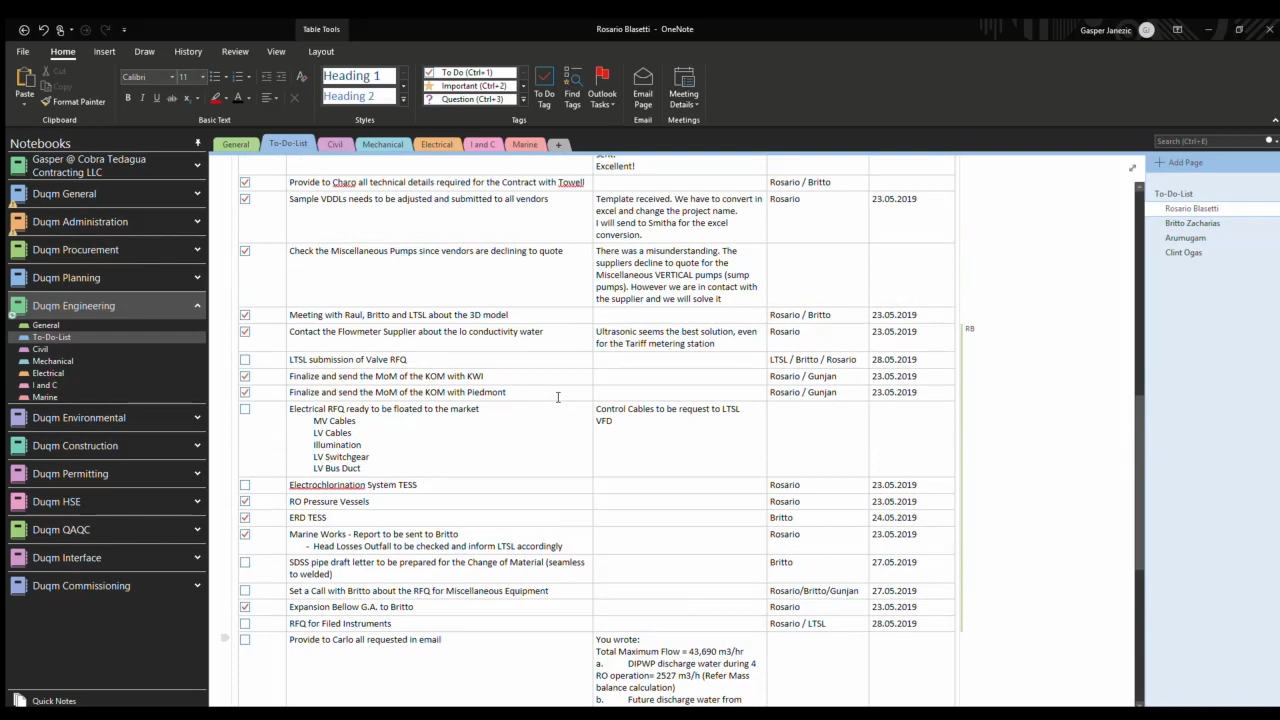 Table Tools
Rosario Blasetti - OneNote
Gasper Janezic
GJ
File
Home
Insert
Draw
History
Review
View
Layout
Paste
Cut
Copy
Format Painter
Clipboard
Calibri
11
B I U ab x
A
Basic Text
Heading 1
Heading 2
Styles
To Do (Ctrl+1)
Important (Ctrl+2)
Question (Ctrl+3)
To Do
Tag
Find
Tags
Outlook
Tasks
Tags
Email
Page
Email
Meeting
Details
Meetings
Notebooks
General
To-Do-List
Civil
Mechanical
Electrical
I and C
Marine
+
Search (Ctrl+E)
Gasper @ Cobra Tedagua
Contracting LLC
Duqm General
Duqm Administration
Duqm Procurement
Duqm Planning
Duqm Engineering
General
To-Do-List
Civil
Mechanical
Electrical
I and C
Marine
Duqm Environmental
Duqm Construction
Duqm Permitting
Duqm HSE
Duqm QAQC
Duqm Interface
Duqm Commissioning
Quick Notes
sent.
Excellent!
Provide to Charo all technical details required for the Contract with Towell
Rosario / Britto
Sample VDDLs needs to be adjusted and submitted to all vendors
Template received. We have to convert in
excel and change the project name.
I will send to Smitha for the excel
conversion.
Rosario
23.05.2019
Check the Miscellaneous Pumps since vendors are declining to quote
There was a misunderstanding. The
suppliers decline to quote for the
Miscellaneous VERTICAL pumps (sump
pumps). However we are in contact with
the supplier and we will solve it
Meeting with Raul, Britto and LTSL about the 3D model
Rosario / Britto
23.05.2019
Contact the Flowmeter Supplier about the lo conductivity water
Ultrasonic seems the best solution, even
for the Tariff metering station
Rosario
23.05.2019
RB
LTSL submission of Valve RFQ
LTSL / Britto / Rosario
28.05.2019
Finalize and send the MoM of the KOM with KWI
Rosario / Gunjan
23.05.2019
Finalize and send the MoM of the KOM with Piedmont
Rosario / Gunjan
23.05.2019
Electrical RFQ ready to be floated to the market
MV Cables
LV Cables
Illumination
LV Switchgear
LV Bus Duct
Control Cables to be request to LTSL
VFD
Electrochlorination System TESS
Rosario
23.05.2019
RO Pressure Vessels
Rosario
23.05.2019
ERD TESS
Britto
24.05.2019
Marine Works - Report to be sent to Britto
- Head Losses Outfall to be checked and inform LTSL accordingly
Rosario
23.05.2019
SDSS pipe draft letter to be prepared for the Change of Material (seamless
to welded)
Britto
27.05.2019
Set a Call with Britto about the RFQ for Miscellaneous Equipment
Rosario/Britto/Gunjan
27.05.2019
Expansion Bellow G.A. to Britto
Rosario
23.05.2019
RFQ for Filed Instruments
Rosario / LTSL
28.05.2019
Provide to Carlo all requested in email
You wrote:
Total Maximum Flow = 43,690 m3/hr
a. DIPWP discharge water during 4
RO operation= 2527 m3/h (Refer Mass
balance calculation)
b. Future discharge water from
Add Page
To-Do-List
Rosario Blasetti
Britto Zacharias
Arumugam
Clint Ogas